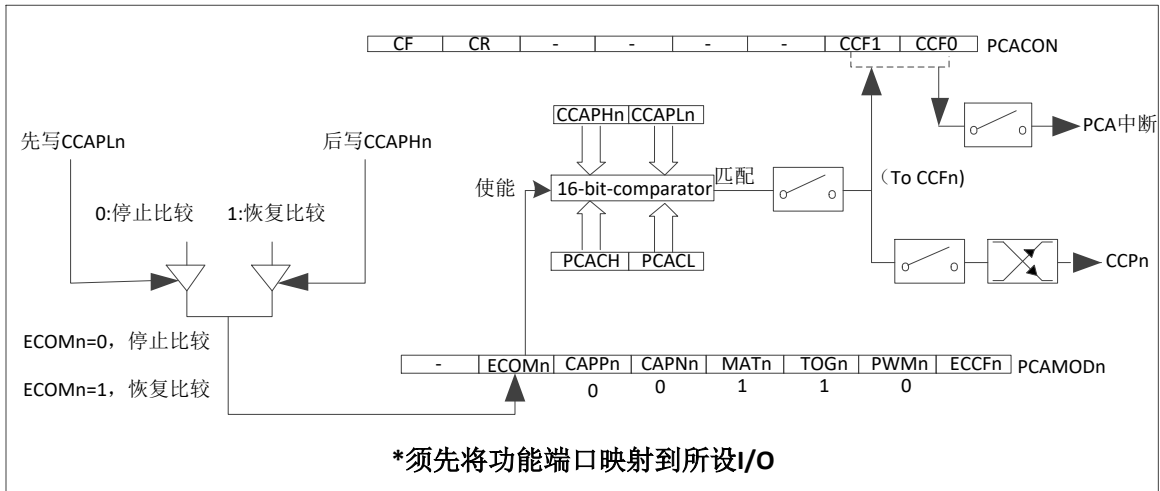 CF CR - - - - CCF1 CCF0 PCACON
CCAPHn CCAPLn
先写CCAPLn 后写CCAPHn
PCA中断
使能 16-bit-comparator 匹配 （To CCFn)
0:停止比较 1:恢复比较
PCACH PCACL
CCPn
ECOMn=0，停止比较
- ECOMn CAPPn CAPNn MATn TOGn PWMn ECCFn PCAMODn
ECOMn=1，恢复比较
0 0 1 1 0
*须先将功能端口映射到所设I/O